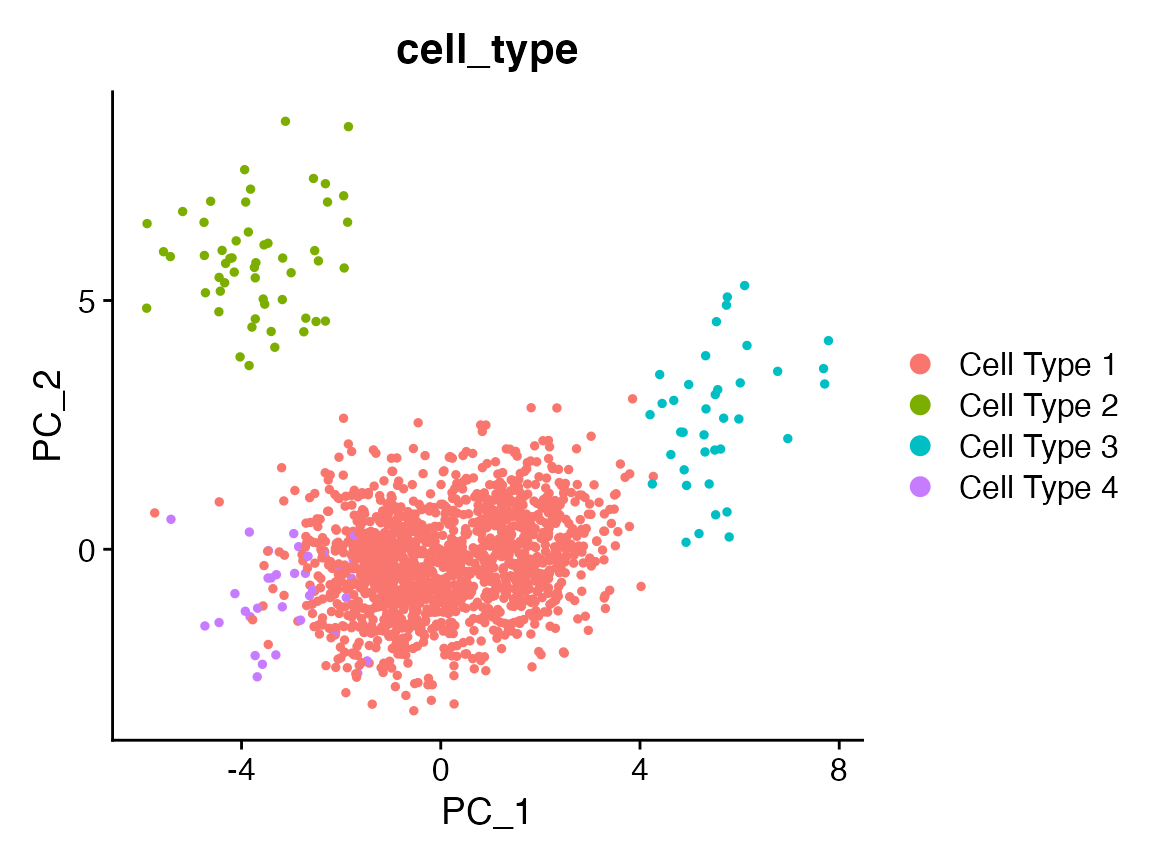 cell_type
PC_2
5
0
-4
0
4
8
PC_1
Cell Type 1
Cell Type 2
Cell Type 3
Cell Type 4